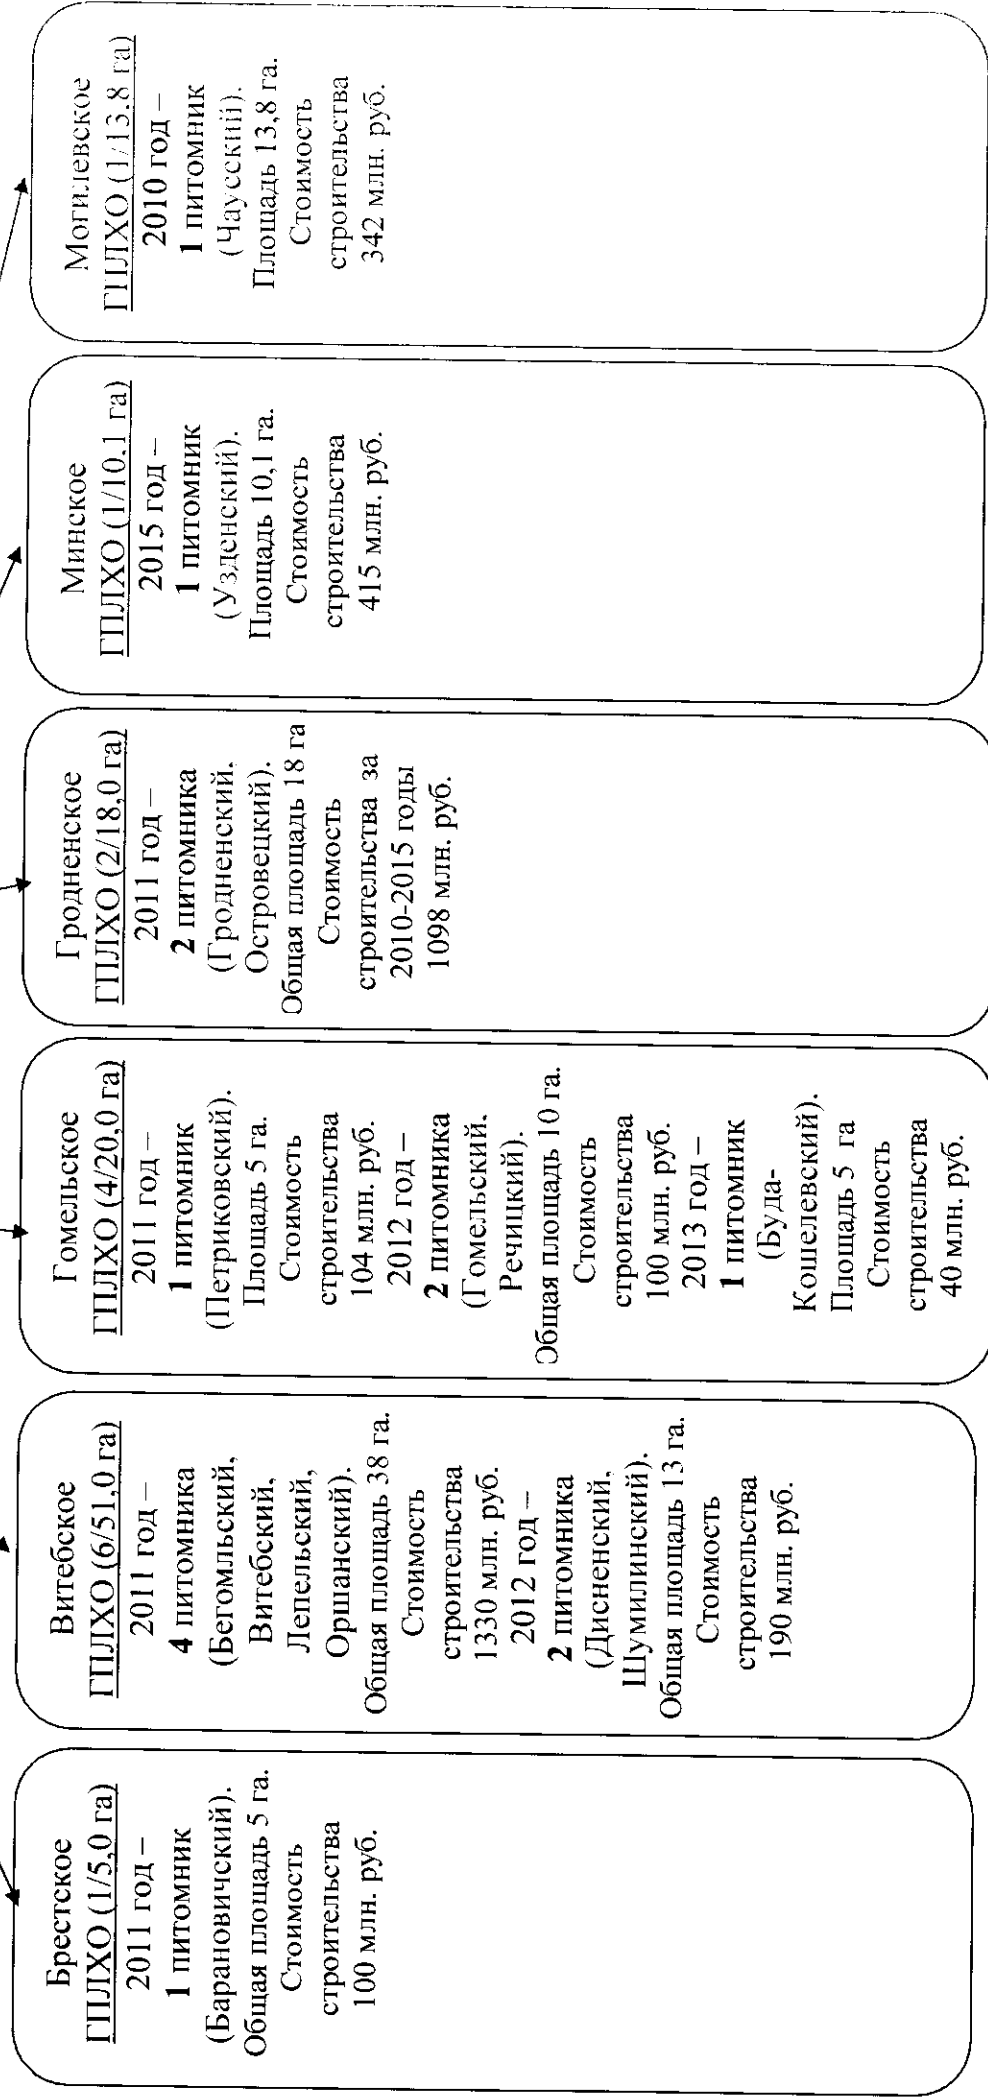 Брестское
ГПЛХО (1/5,0 га)
2011 год –
1 питомник
(Барановичский).
Общая площадь 5 га.
Стоимость
строительства
100 млн. руб.
Витебское
ГПЛХО (6/51,0 га)
2011 год –
4 питомника
(Бегомльский,
Витебский,
Лепельский,
Оршанский).
Общая площадь 38 га.
Стоимость
строительства
1330 млн. руб.
2012 год –
2 питомника
(Дисненский,
Шумилинский).
Общая площадь 13 га.
Стоимость
строительства
190 млн. руб.
Гомельское
ГПЛХО (4/20,0 га)
2011 год –
1 питомник
(Петриковский).
Площадь 5 га.
Стоимость
строительства
104 млн. руб.
2012 год –
2 питомника
(Гомельский.
Речицкий).
Общая площадь 10 га.
Стоимость
строительства
100 млн. руб.
2013 год –
1 питомник
(Буда-
Кошелевский).
Площадь 5 га
Стоимость
строительства
40 млн. руб.
Гродненское
ГПЛХО (2/18,0 га)
2011 год –
2 питомника
(Гродненский.
Островецкий).
Общая площадь 18 га
Стоимость
строительства за
2010-2015 годы
1098 млн. руб.
Минское
ГПЛХО (1/10.1 га)
2015 год –
1 питомник
(Узденский).
Площадь 10,1 га.
Стоимость
строительства
415 млн. руб.
Могилевское
ГПЛХО (1/13.8 га)
2010 год –
1 питомник
(Чаусский).
Площадь 13,8 га.
Стоимость
строительства
342 млн. руб.